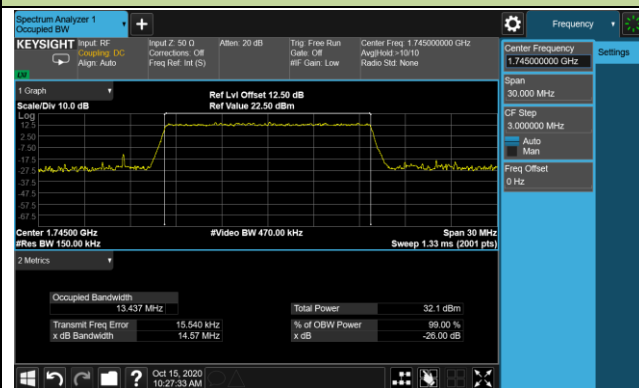 Spectrum Analyzer 1
Occupied BW
+
Frequency
KEYSIGHT
Input: RF
Coupling: DC
Align: Auto
Input Z: 50 Ω
Corrections: Off
Freq Ref: Int (S)
Atten: 20 dB
Trig: Free Run
Gate: Off
#IF Gain: Low
Center Freq: 1.745000000 GHz
Avg|Hold:>10/10
Radio Std: None
LXI
Center Frequency
1.745000000 GHz
Settings
Span
30.000 MHz
CF Step
3.000000 MHz
Auto
Man
Freq Offset
0 Hz
1 Graph
Scale/Div 10.0 dB
Ref Lvl Offset 12.50 dB
Ref Value 22.50 dBm
Log
12.5
2.50
-7.50
-17.5
-27.5
-37.5
-47.5
-57.5
-67.5
Center 1.74500 GHz
#Res BW 150.00 kHz
#Video BW 470.00 kHz
Span 30 MHz
Sweep 1.33 ms (2001 pts)
2 Metrics
Occupied Bandwidth
13.437 MHz
Total Power 32.1 dBm
Transmit Freq Error 15.540 kHz
% of OBW Power 99.00 %
x dB Bandwidth 14.57 MHz
x dB -26.00 dB
?
Oct 15, 2020
10:27:33 AM